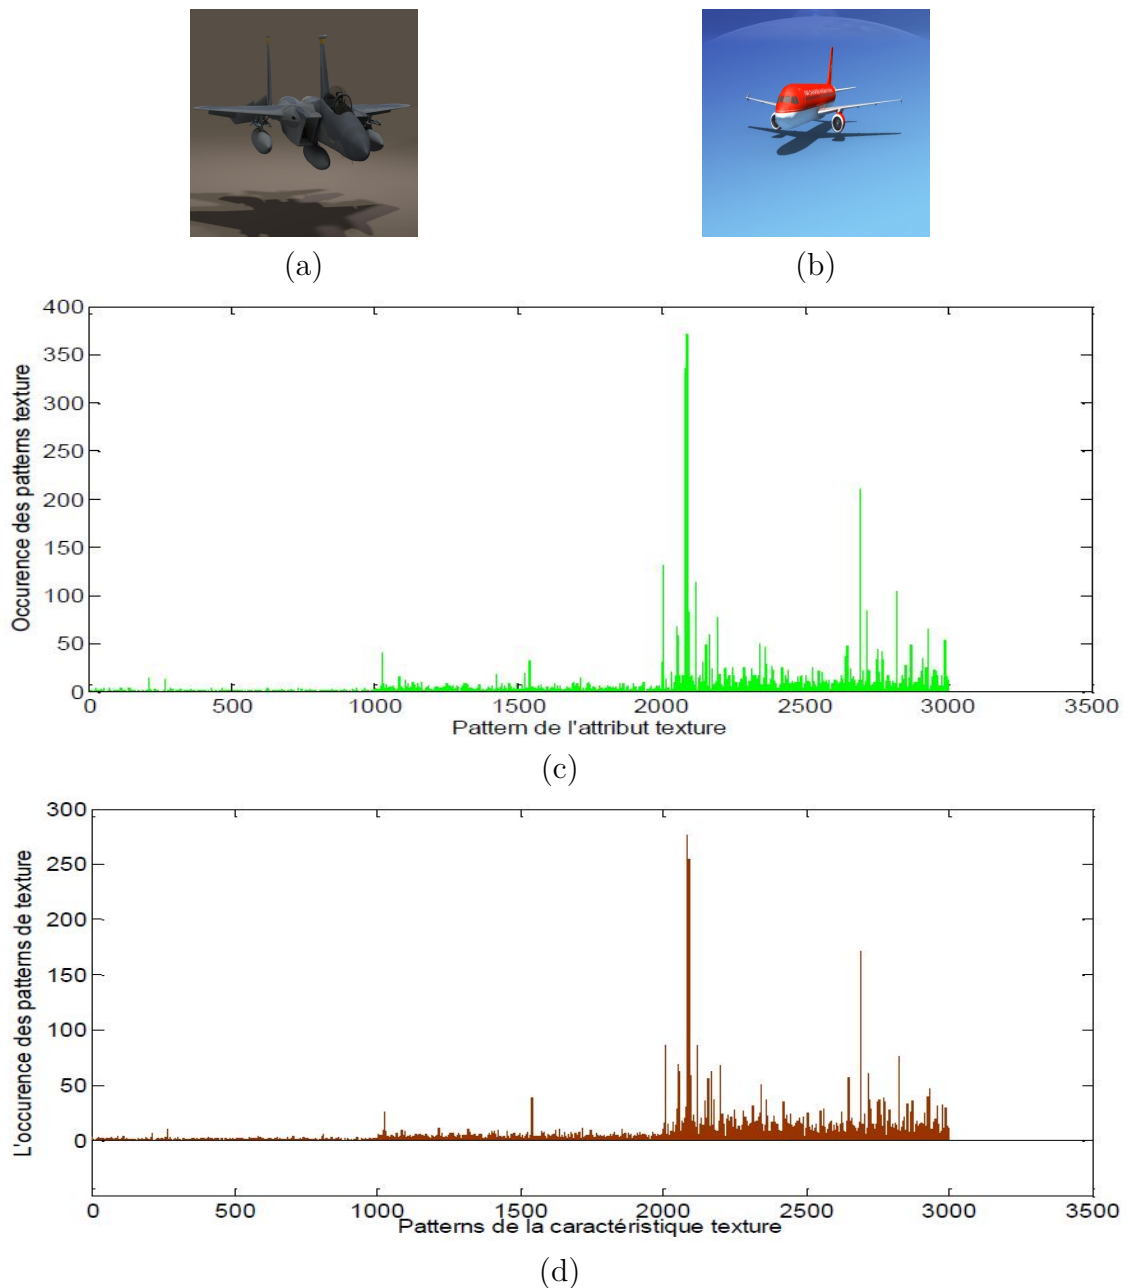 (a)
(b)
400
350
300
250
200
150
100
50
0
Occurence des patterns texture
0 500 1000 1500 2000 2500 3000 3500
Pattern de l'attribut texture
(c)
300
250
200
150
100
50
0
L'occurence des patterns de texture
0 500 1000 1500 2000 2500 3000 3500
Patterns de la caractéristique texture
(d)